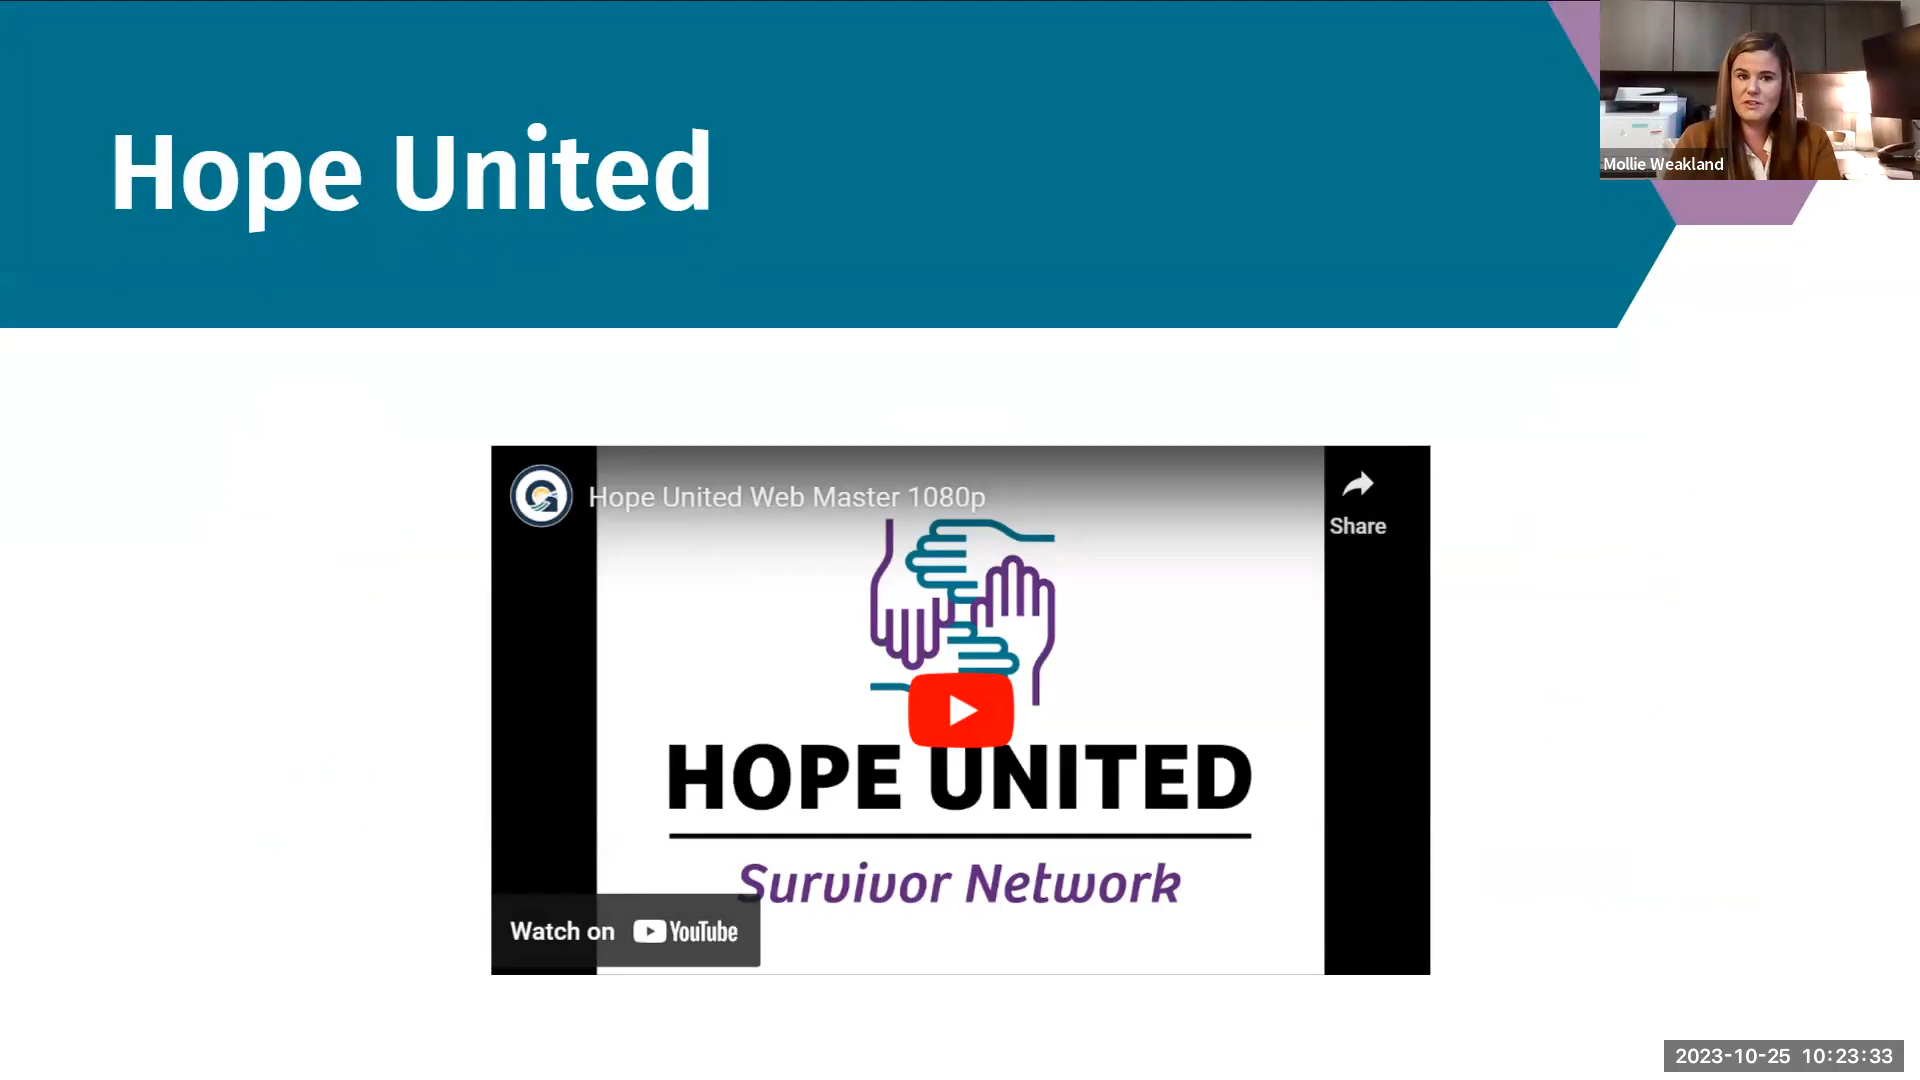 Hope United
Mollie Weakland
Hope United Web Master 1080p
Share
HOPE UNITED
Survivor Network
Watch on YouTube
2023-10-25 10:23:33